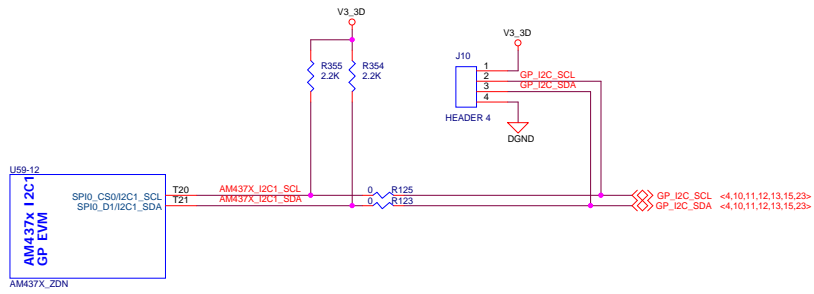 V3_3D
V3_3D
J10
R355
2.2K
R354
2.2K
1
2
3
4
GP_I2C_SCL
GP_I2C_SDA
HEADER 4
DGND
U59-12
AM437x I2C1
GP EVM
SPI0_CS0/I2C1_SCL
SPI0_D1/I2C1_SDA
T20
T21
AM437X_I2C1_SCL
AM437X_I2C1_SDA
0 R125
0 R123
GP_I2C_SCL <4,10,11,12,13,15,23>
GP_I2C_SDA <4,10,11,12,13,15,23>
AM437X_ZDN